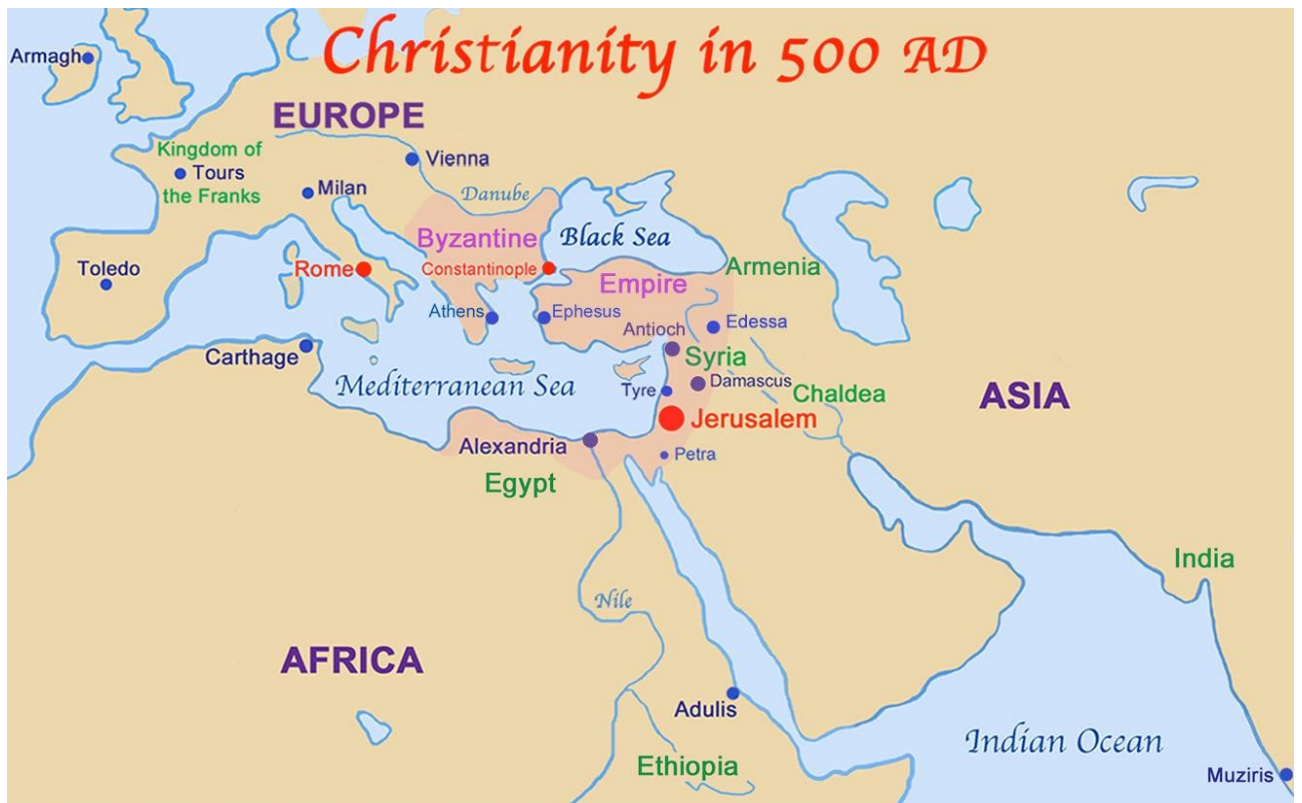 Christianity in 500 AD
Armagh
EUROPE
Kingdom of
Tours
the Franks
Vienna
Milan
Danube
Byzantine
Black Sea
Toledo
Rome
Constantinople
Armenia
Empire
Athens
Ephesus
Edessa
Antioch
Carthage
Syria
Mediterranean Sea
Tyre
Damascus
Chaldea
ASIA
Jerusalem
Alexandria
Petra
Egypt
India
Nile
AFRICA
Adulis
Indian Ocean
Ethiopia
Muziris